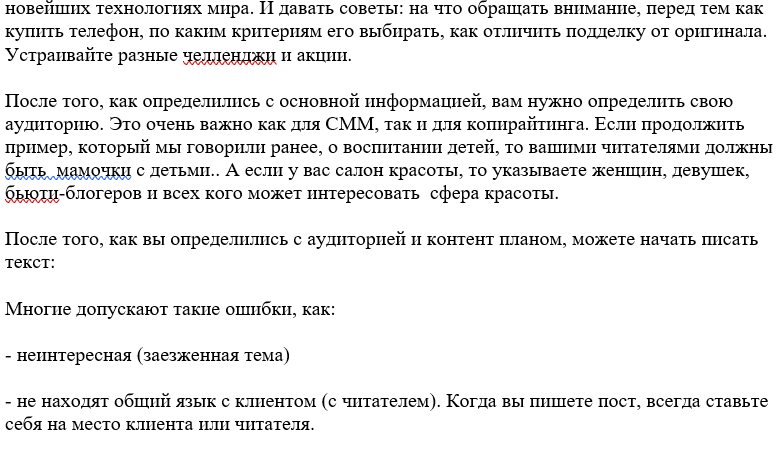 новейших технологиях мира. И давать советы: на что обращать внимание, перед тем как
купить телефон, по каким критериям его выбирать, как отличить подделку от оригинала.
Устраивайте разные челленджи и акции.
После того, как определились с основной информацией, вам нужно определить свою
аудиторию. Это очень важно как для СММ, так и для копирайтинга. Если продолжить
пример, который мы говорили ранее, о воспитании детей, то вашими читателями должны
быть  мамочки с детьми.. А если у вас салон красоты, то указываете женщин, девушек,
бьюти-блогеров и всех кого может интересовать  сфера красоты.
После того, как вы определились с аудиторией и контент планом, можете начать писать
текст:
Многие допускают такие ошибки, как:
- неинтересная (заезженная тема)
- не находят общий язык с клиентом (с читателем). Когда вы пишете пост, всегда ставьте
себя на место клиента или читателя.